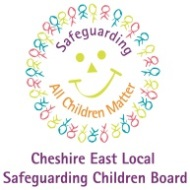 Safeguarding
All Children Matter
Cheshire East Local
Safeguarding Children Board